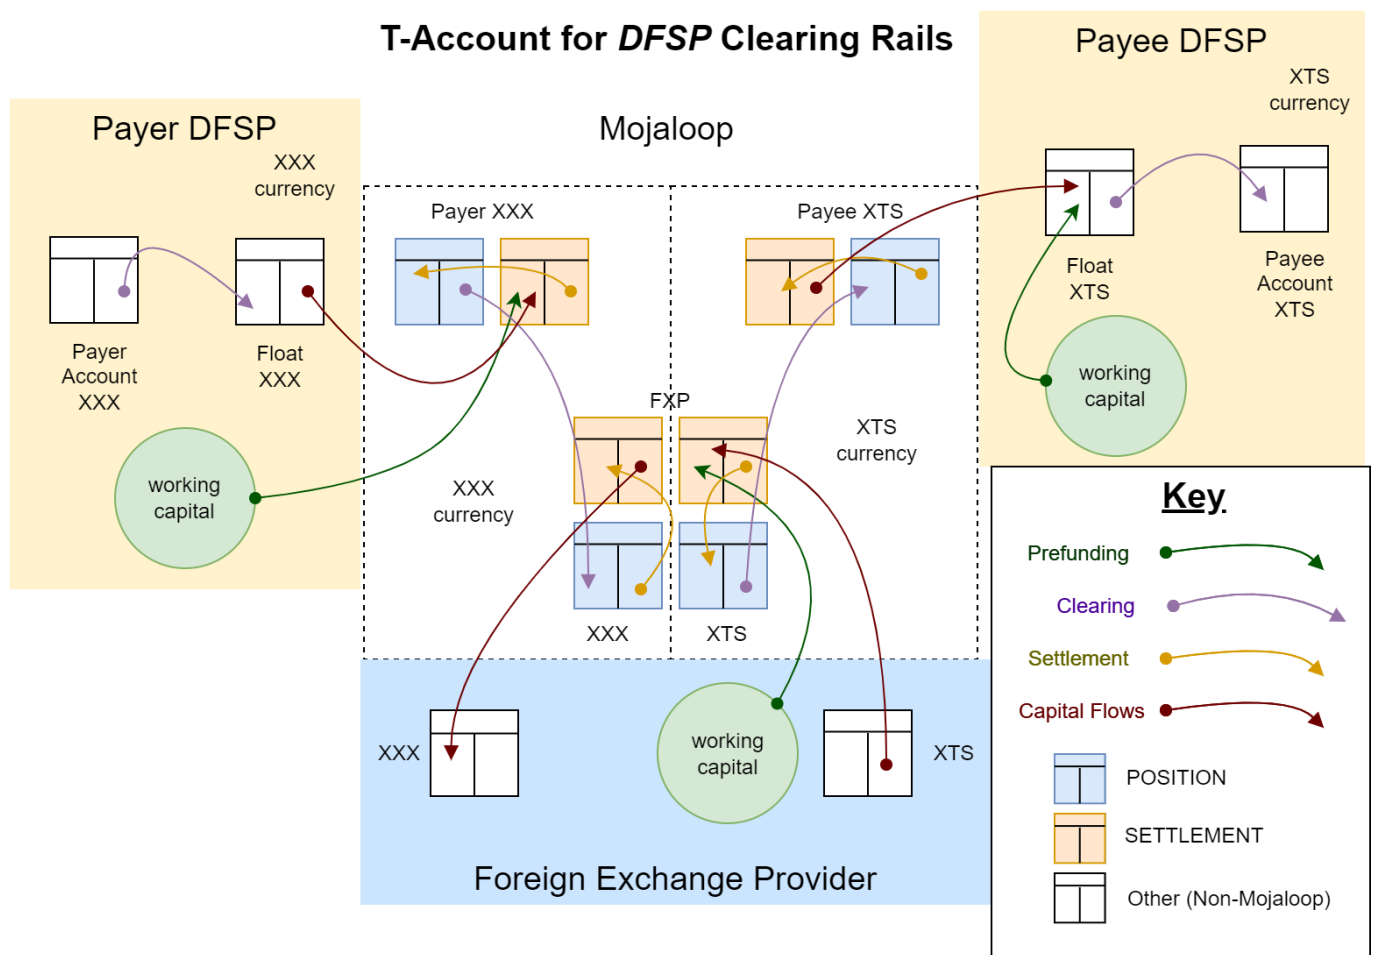 T-Account for DFSP Clearing Rails
Payer DFSP
XXX
currency
Payer
Account
XXX
Float
XXX
working
capital
Mojaloop
Payer XXX
Payee XTS
FXP
XXX
currency
XTS
currency
XXX
XTS
Payee DFSP
XTS
currency
Float
XTS
Payee
Account
XTS
working
capital
XXX
working
capital
XTS
Foreign Exchange Provider
Key
Prefunding
Clearing
Settlement
Capital Flows
POSITION
SETTLEMENT
Other (Non-Mojaloop)